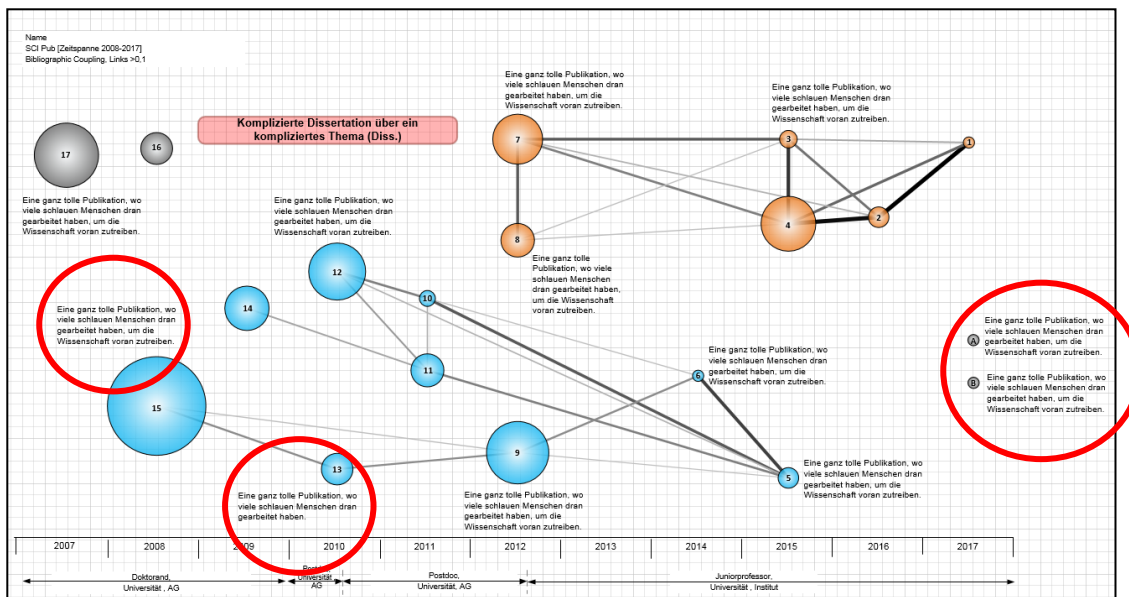 Name
SCI Pub [Zeitspanne 2008-2017]
Bibliographic Coupling, Links >0,1
Komplizierte Dissertation über ein
kompliziertes Thema (Diss.)
Eine ganz tolle Publikation, wo
viele schlauen Menschen dran
gearbeitet haben, um die
Wissenschaft voran zutreiben.
Eine ganz tolle Publikation, wo
viele schlauen Menschen dran
gearbeitet haben, um die
Wissenschaft voran zutreiben.
17
16
7
3
1
Eine ganz tolle Publikation, wo
viele schlauen Menschen dran
gearbeitet haben, um die
Wissenschaft voran zutreiben.
Eine ganz tolle Publikation, wo
viele schlauen Menschen dran
gearbeitet haben, um die
Wissenschaft voran zutreiben.
8
4
2
Eine ganz tolle
Publikation, wo viele
schlauen Menschen dran
gearbeitet haben,
um die Wissenschaft
voran zutreiben.
12
10
14
11
Eine ganz tolle Publikation, wo
viele schlauen Menschen dran
gearbeitet haben, um die
Wissenschaft voran zutreiben.
A
Eine ganz tolle Publikation, wo
viele schlauen Menschen dran
gearbeitet haben, um die
Wissenschaft voran zutreiben.
B
Eine ganz tolle Publikation, wo
viele schlauen Menschen dran
gearbeitet haben, um die
Wissenschaft voran zutreiben.
6
Eine ganz tolle Publikation, wo
viele schlauen Menschen dran
gearbeitet haben, um die
Wissenschaft voran zutreiben.
15
13
9
5
Eine ganz tolle Publikation, wo
viele schlauen Menschen dran
gearbeitet haben, um die
Wissenschaft voran zutreiben.
Eine ganz tolle Publikation, wo
viele schlauen Menschen dran
gearbeitet haben.
Eine ganz tolle Publikation, wo
viele schlauen Menschen dran
gearbeitet haben, um die
Wissenschaft voran zutreiben.
2007 2008 2009 2010 2011 2012 2013 2014 2015 2016 2017
Doktorand,
Universität , AG
Universität
AG
Postdoc,
Universität, AG
Juniorprofessor,
Universität , Institut